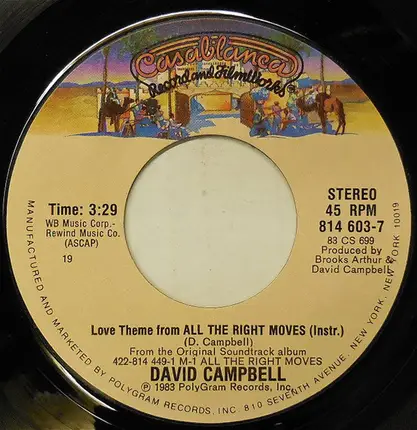 Casablanca
Record and FilmWorks
STEREO
45 RPM
814 603-7
83 CS 699
Produced by
Brooks Arthur &
David Campbell
Time: 3:29
WB Music Corp.-
Rewind Music Co.
(ASCAP)
19
Love Theme from ALL THE RIGHT MOVES (Instr.)
(D. Campbell)
From the Original Soundtrack album
422-814 449-1 M-1 ALL THE RIGHT MOVES
DAVID CAMPBELL
℗ 1983 PolyGram Records, Inc.
MANUFACTURED AND MARKETED BY POLYGRAM RECORDS, INC. 810 SEVENTH AVENUE, NEW YORK, N.Y. 10019